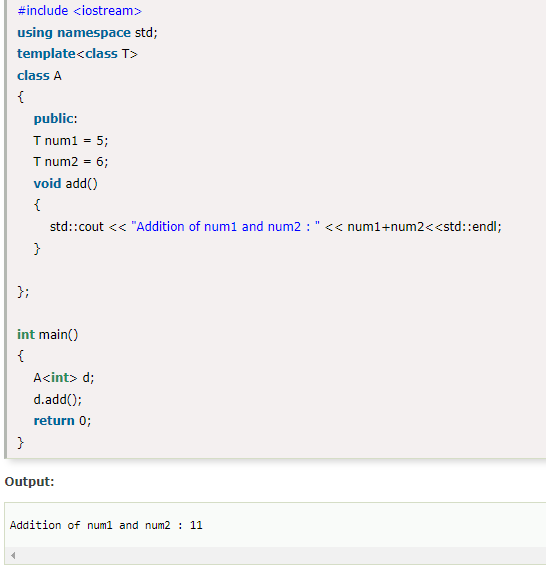 #include <iostream>
using namespace std;
template<class T>
class A
{
public:
T num1 = 5;
T num2 = 6;
void add()
{
std::cout << "Addition of num1 and num2 : " << num1+num2<<std::endl;
}
};
int main()
{
A<int> d;
d.add();
return 0;
}
Output:
Addition of num1 and num2 : 11